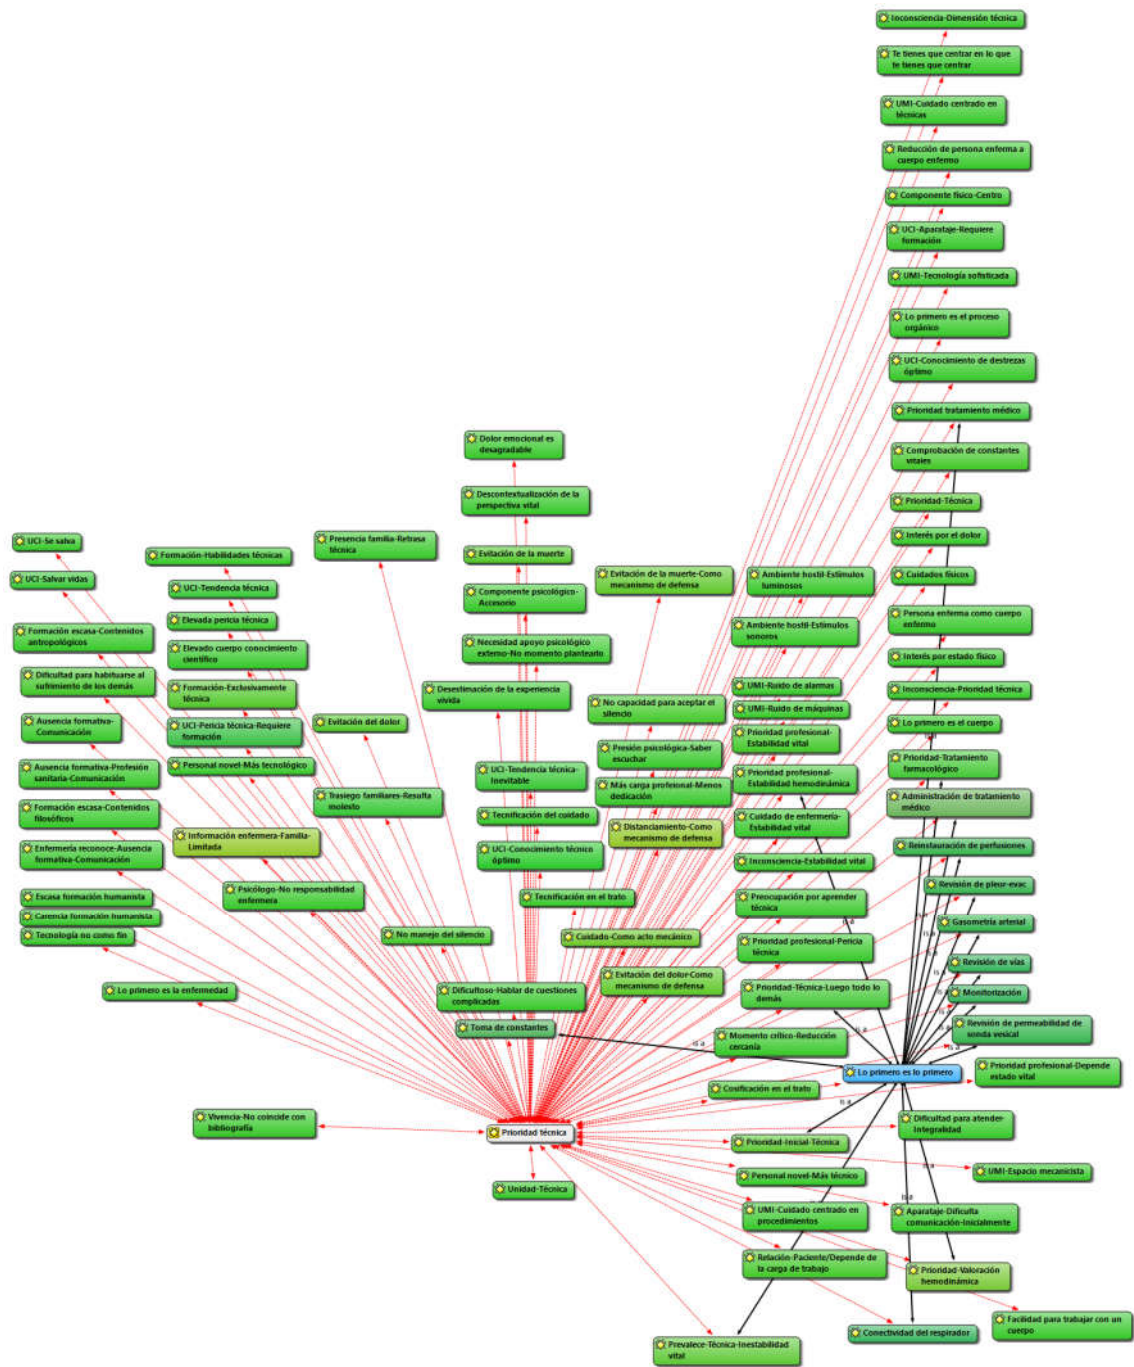 Inconsciencia-Dimensión técnica
Te tienes que centrar en lo que
te tienes que centrar
UMI-Cuidado centrado en
técnicas
Reducción de persona enferma a
cuerpo enfermo
Componente físico-Centro
UCI-Aparataje-Requiere
formación
UMI-Tecnología sofisticada
Lo primero es el proceso
orgánico
UCI-Conocimiento de destrezas
óptimo
Prioridad tratamiento médico
Comprobación de constantes
vitales
Prioridad-Técnica
Interés por el dolor
Cuidados físicos
Persona enferma como cuerpo
enfermo
Interés por estado físico
Inconsciencia-Prioridad técnica
Lo primero es el cuerpo
Prioridad-Tratamiento
farmacológico
Administración de tratamiento
médico
Reinstauración de perfusiones
Revisión de pleur-evac
Gasometría arterial
Revisión de vías
Monitorización
Revisión de permeabilidad de
sonda vesical
Lo primero es lo primero
Prioridad profesional-Depende
estado vital
Dificultad para atender-
Integralidad
UMI-Espacio mecanicista
Aparataje-Dificulta
comunicación-Inicialmente
Prioridad-Valoración
hemodinámica
Facilidad para trabajar con un
cuerpo
Conectividad del respirador
Dolor emocional es
desagradable
Descontextualización de la
perspectiva vital
Evitación de la muerte
Componente psicológico-
Accesorio
Necesidad apoyo psicológico
externo-No momento plantearlo
Desestimación de la experiencia
vivida
UCI-Tendencia técnica-
Inevitable
Tecnificación del cuidado
UCI-Conocimiento técnico
óptimo
Tecnificación en el trato
Cuidado-Como acto mecánico
Evitación del dolor-Como
mecanismo de defensa
Dificultoso-Hablar de cuestiones
complicadas
Toma de constantes
Evitación de la muerte-Como
mecanismo de defensa
No capacidad para aceptar el
silencio
Presión psicológica-Saber
escuchar
Más carga profesional-Menos
dedicación
Distanciamiento-Como
mecanismo de defensa
Ambiente hostil-Estímulos
luminosos
Ambiente hostil-Estímulos
sonoros
UMI-Ruido de alarmas
UMI-Ruido de máquinas
Prioridad profesional-
Estabilidad vital
Prioridad profesional-
Estabilidad hemodinámica
Cuidado de enfermería-
Estabilidad vital
Inconsciencia-Estabilidad vital
Preocupación por aprender
técnica
Prioridad profesional-Pericia
técnica
Prioridad-Técnica-Luego todo lo
demás
Momento crítico-Reducción
cercanía
Cosificación en el trato
Prioridad-Inicial-Técnica
Personal novel-Más técnico
UMI-Cuidado centrado en
procedimientos
Relación-Paciente/Depende de
la carga de trabajo
Prevalece-Técnica-Inestabilidad
vital
UCI-Se salva
UCI-Salvar vidas
Formación escasa-Contenidos
antropológicos
Dificultad para habituarse al
sufrimiento de los demás
Ausencia formativa-
Comunicación
Ausencia formativa-Profesión
sanitaria-Comunicación
Formación escasa-Contenidos
filosóficos
Enfermería reconoce-Ausencia
formativa-Comunicación
Escasa formación humanista
Carencia formación humanista
Tecnología no como fin
Lo primero es la enfermedad
Vivencia-No coincide con
bibliografía
Formación-Habilidades técnicas
UCI-Tendencia técnica
Elevada pericia técnica
Elevado cuerpo conocimiento
científico
Formación-Exclusivamente
técnica
UCI-Pericia técnica-Requiere
formación
Personal novel-Más tecnológico
Información enfermera-Familia-
Limitada
Psicólogo-No responsabilidad
enfermera
Presencia familia-Retrasa
técnica
Evitación del dolor
Trasiego familiares-Resulta
molesto
No manejo del silencio
Prioridad técnica
Unidad-Técnica
is a
is a
is a
is a
is a
is a
is a
is a
is a
is a
is a